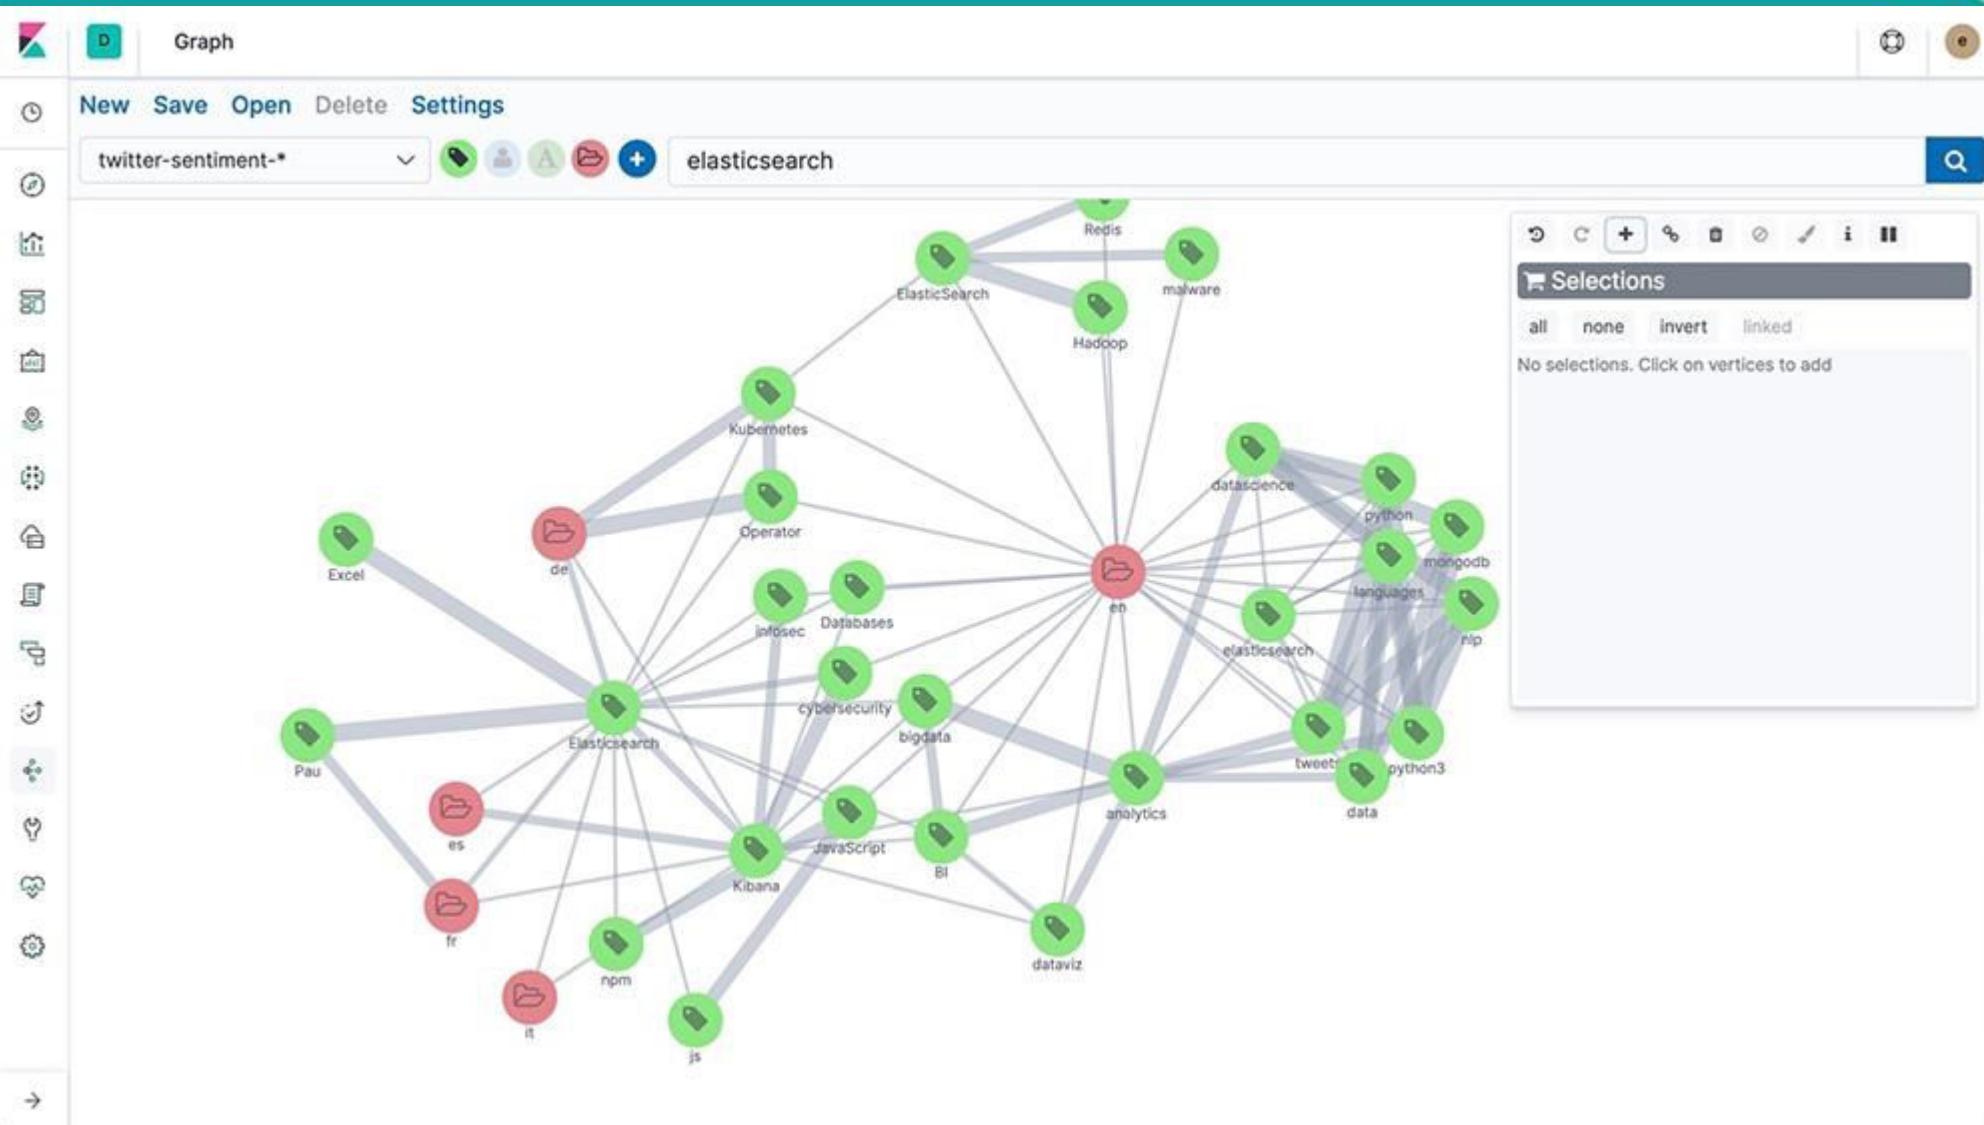 D Graph e
New Save Open Delete Settings
twitter-sentiment-* A elasticsearch
Redis
ElasticSearch
malware
Hadoop
Selections
all none invert linked
No selections. Click on vertices to add
Kubernetes
datascience
python
Operator
mongodb
de
Excel
languages
en
Databases
infosec
nlp
elasticsearch
cybersecurity
bigdata
Elasticsearch
tweets
python3
Pau
analytics
data
es
JavaScript
BI
Kibana
fr
dataviz
npm
it
js